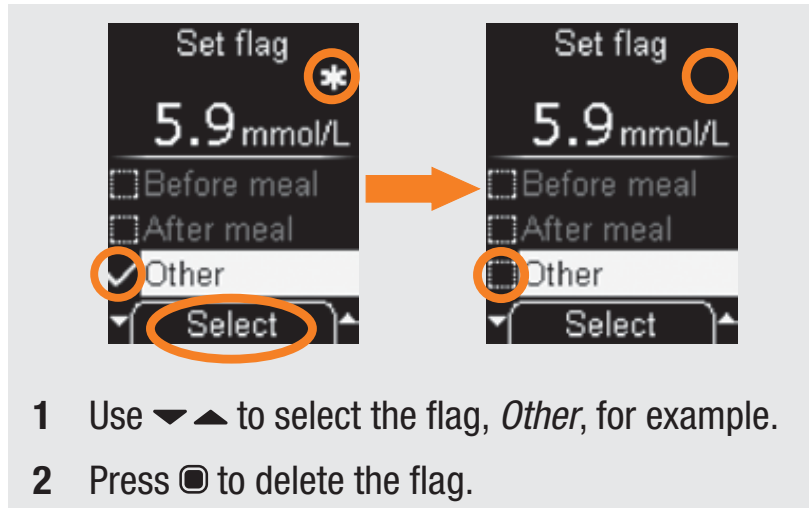 Set flag
*
5.9 mmol/L
Before meal
After meal
Other
Select
Set flag
5.9 mmol/L
Before meal
After meal
Other
Select
1 Use ▼ ▲ to select the flag, Other, for example.
2 Press to delete the flag.